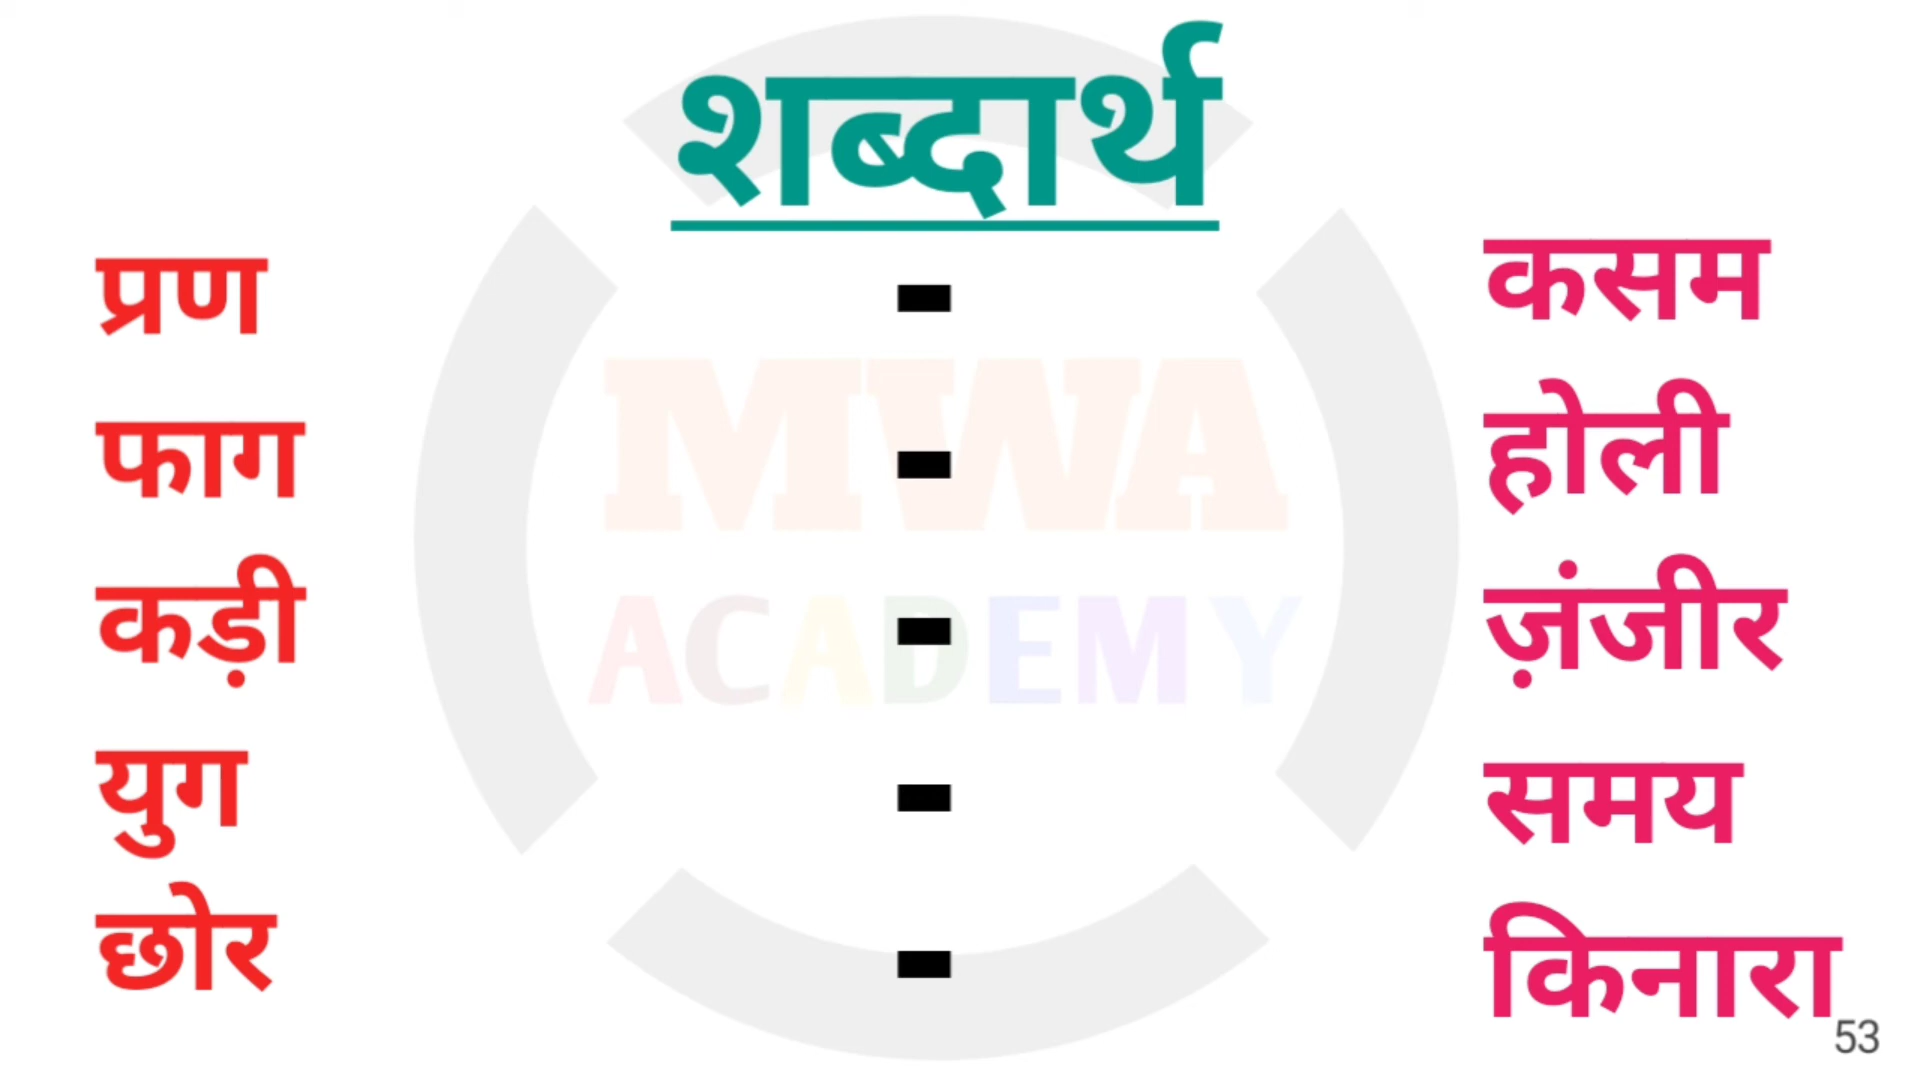 शब्दार्थ
प्रण - कसम
फाग - होली
कड़ी - ज़ंजीर
युग - समय
छोर - किनारा
MWA
ACADEMY
53